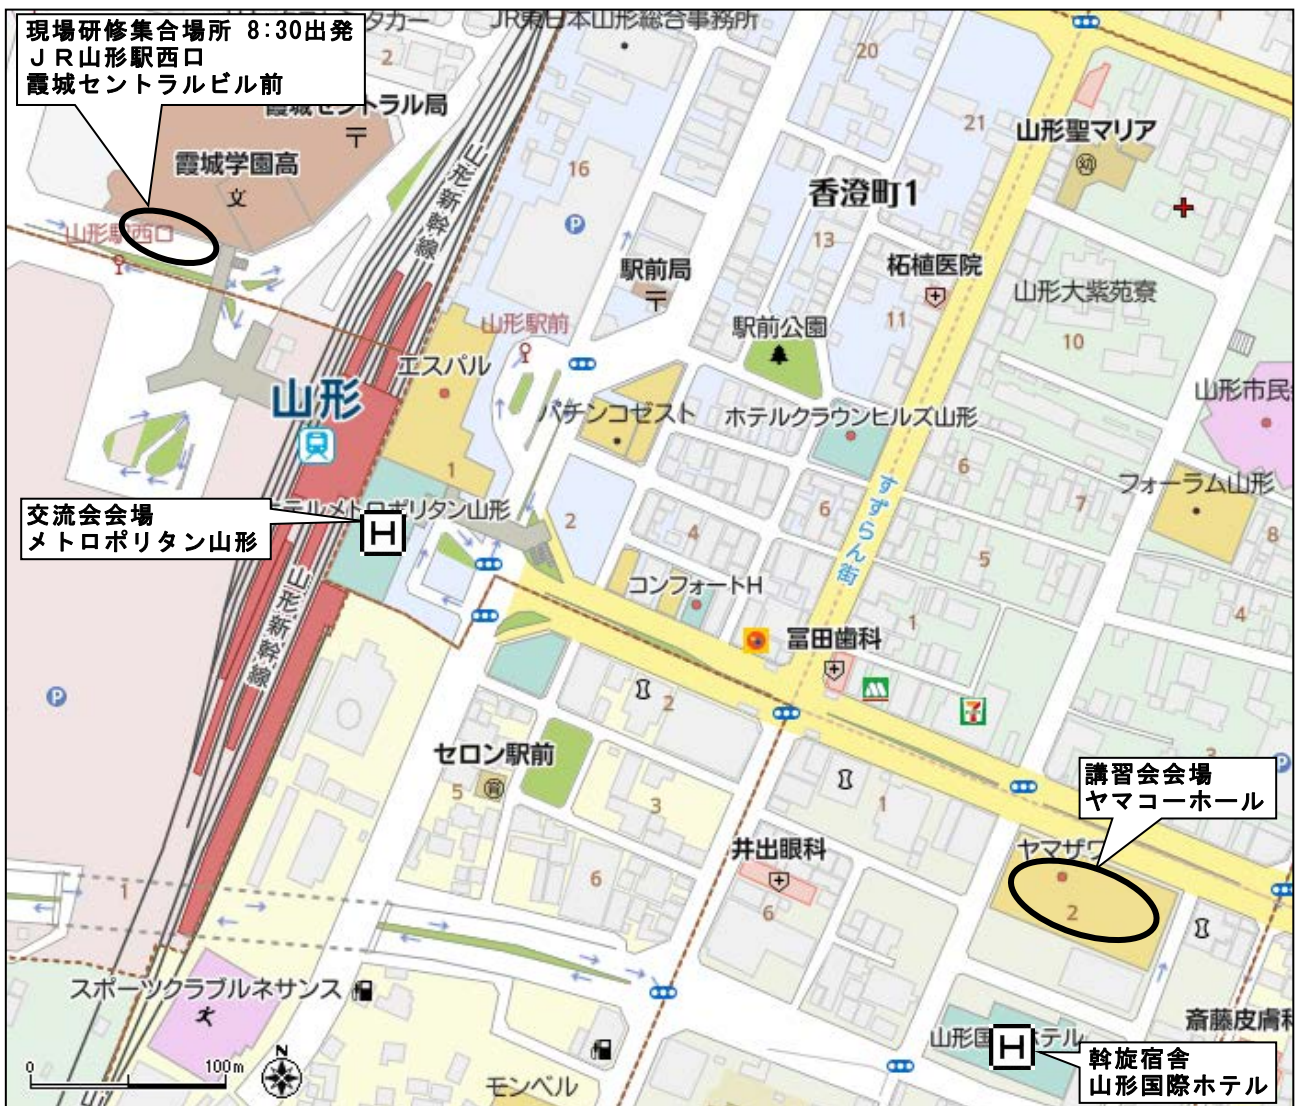 現場研修集合場所 8:30出発
ＪＲ山形駅西口
霞城セントラルビル前
タカー
JR東日本山形総合事務所
2
20
霞城セントラル局
21
山形聖マリア
幼
霞城学園高
文
山形新幹線
16
香澄町1
P
13
山形駅西口
駅前局
柘植医院
山形大紫苑寮
山形駅前
駅前公園
11
10
エスパル
山形市民
山形
パチンコゼスト
ホテルクラウンヒルズ山形
1
6
すずらん街
フォーラム山形
7
交流会会場
メトロポリタン山形
テルメトロポリタン山形
H
2
4
6
8
5
コンフォートH
山形新幹線
4
1
冨田歯科
P
2
7
セロン駅前
5
3
1
3
P
講習会会場
ヤマコーホール
井出眼科
ヤマザワ
6
6
2
1
スポーツクラブルネサンス
斎藤皮膚科
山形国
H
ホテル
斡旋宿舎
山形国際ホテル
0
100m
N
モンベル
山